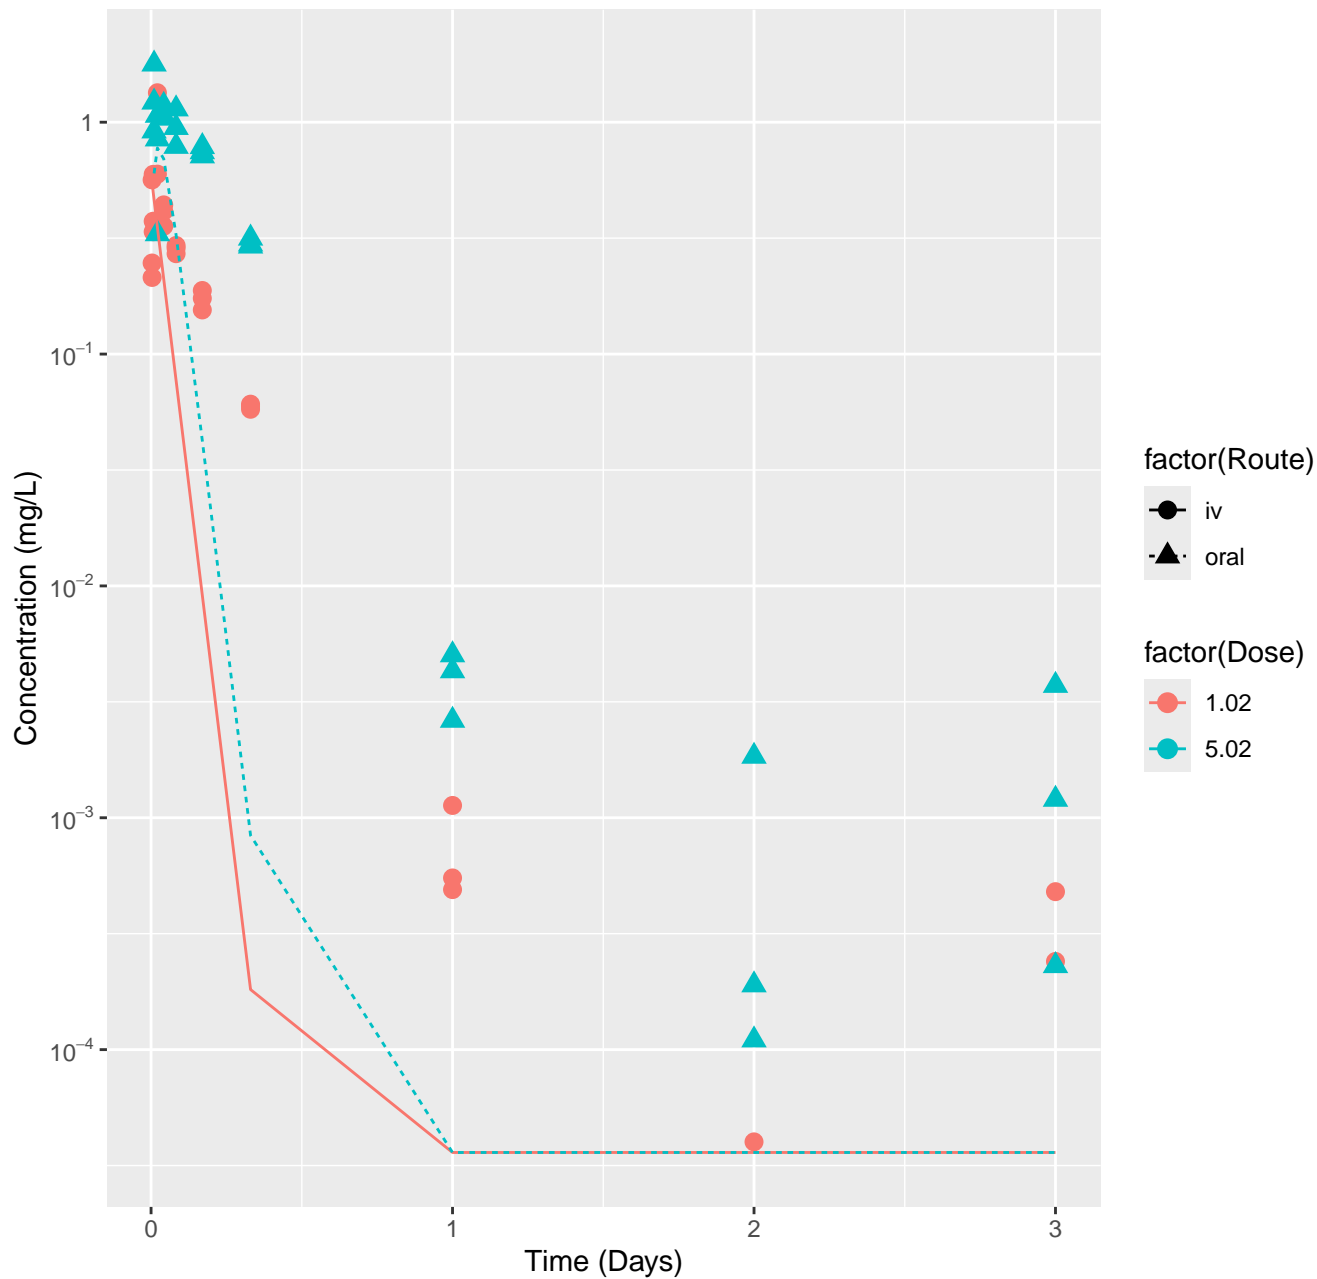 Concentration (mg/L)
1
10⁻¹
10⁻²
10⁻³
10⁻⁴
0 1 2 3
Time (Days)
factor(Route)
iv
oral
factor(Dose)
1.02
5.02